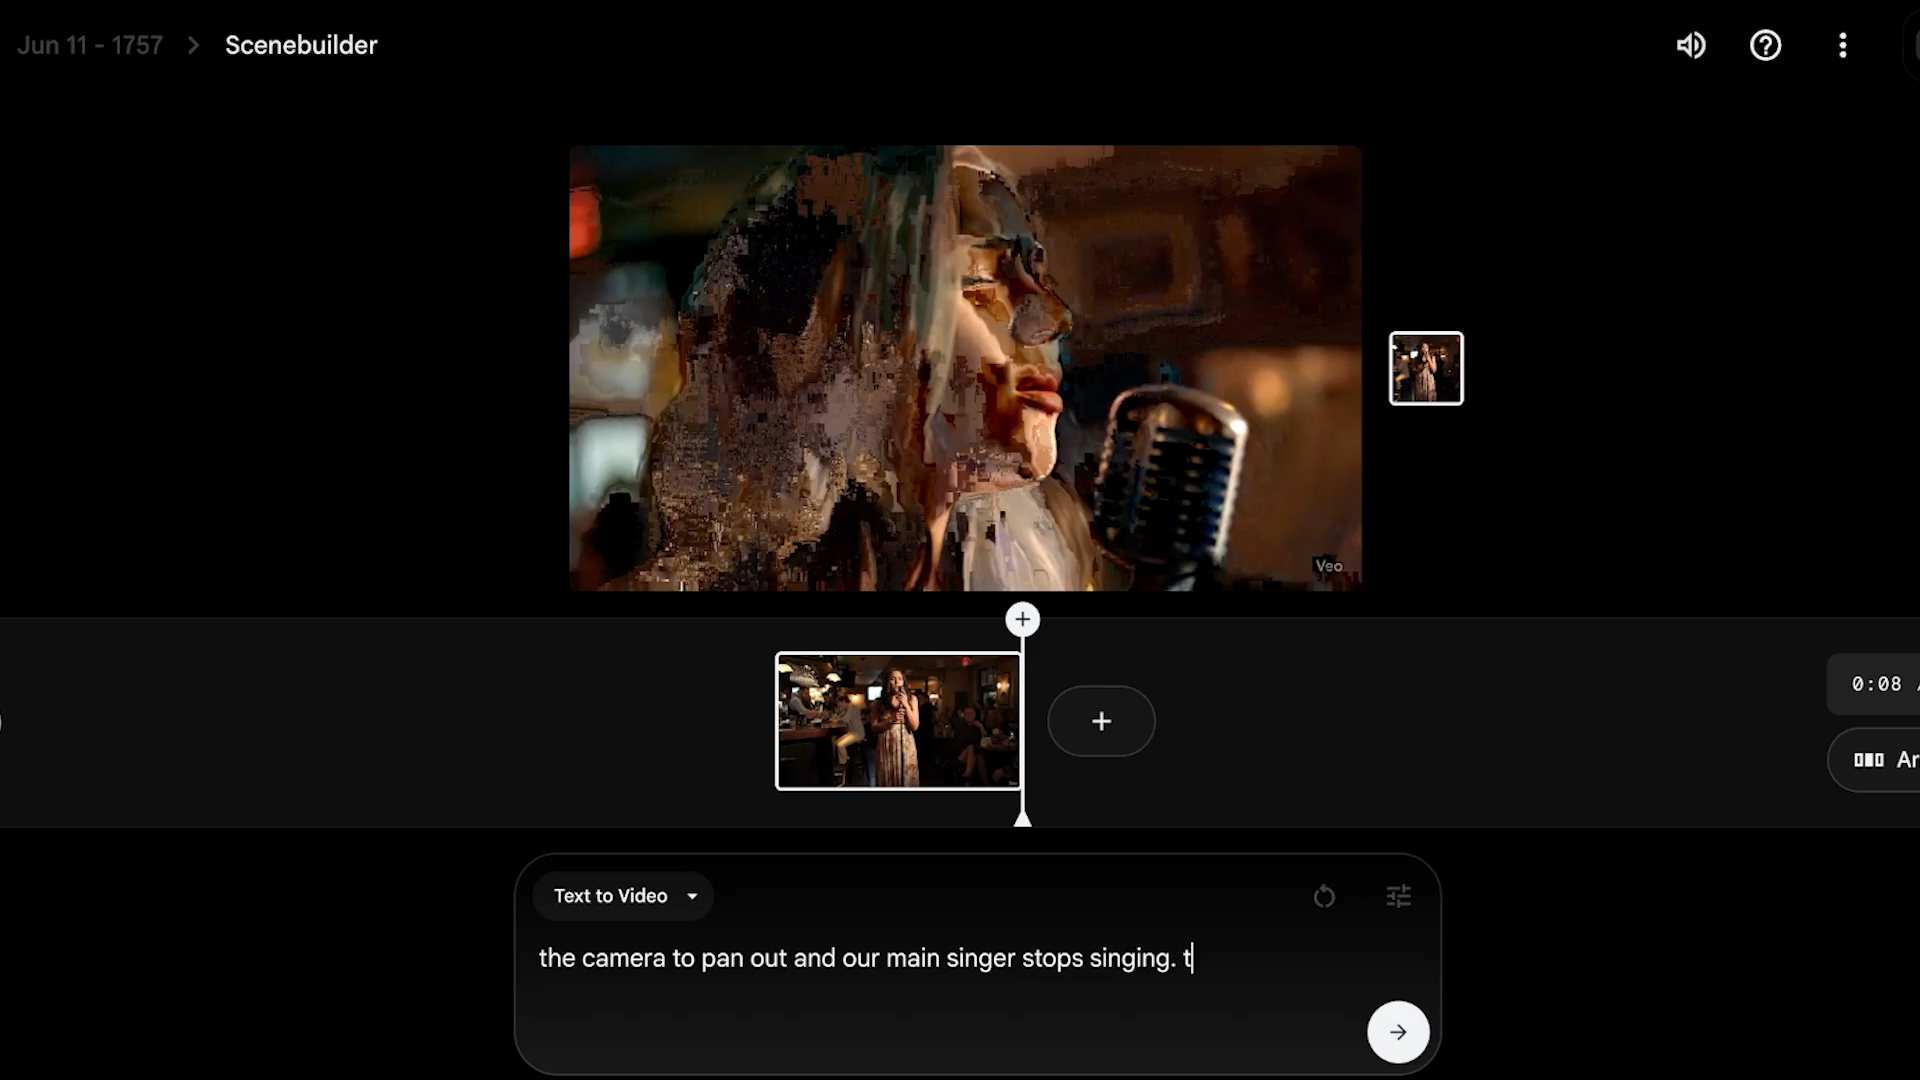 Jun 11 - 1757 > Scenebuilder
Veo
0:08
Text to Video
the camera to pan out and our main singer stops singing. t